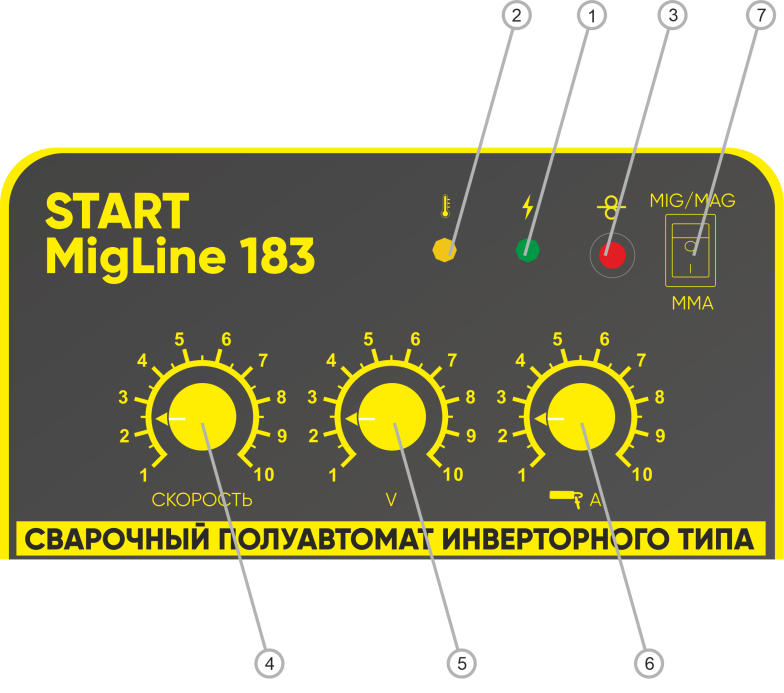 2 1 3 7
START
MigLine 183
MIG/MAG
MMA
5 6 5 6 5 6
4 7 4 7 4 7
3 8 3 8 3 8
2 9 2 9 2 9
1 10 1 10 1 10
СКОРОСТЬ V A
СВАРОЧНЫЙ ПОЛУАВТОМАТ ИНВЕРТОРНОГО ТИПА
4 5 6